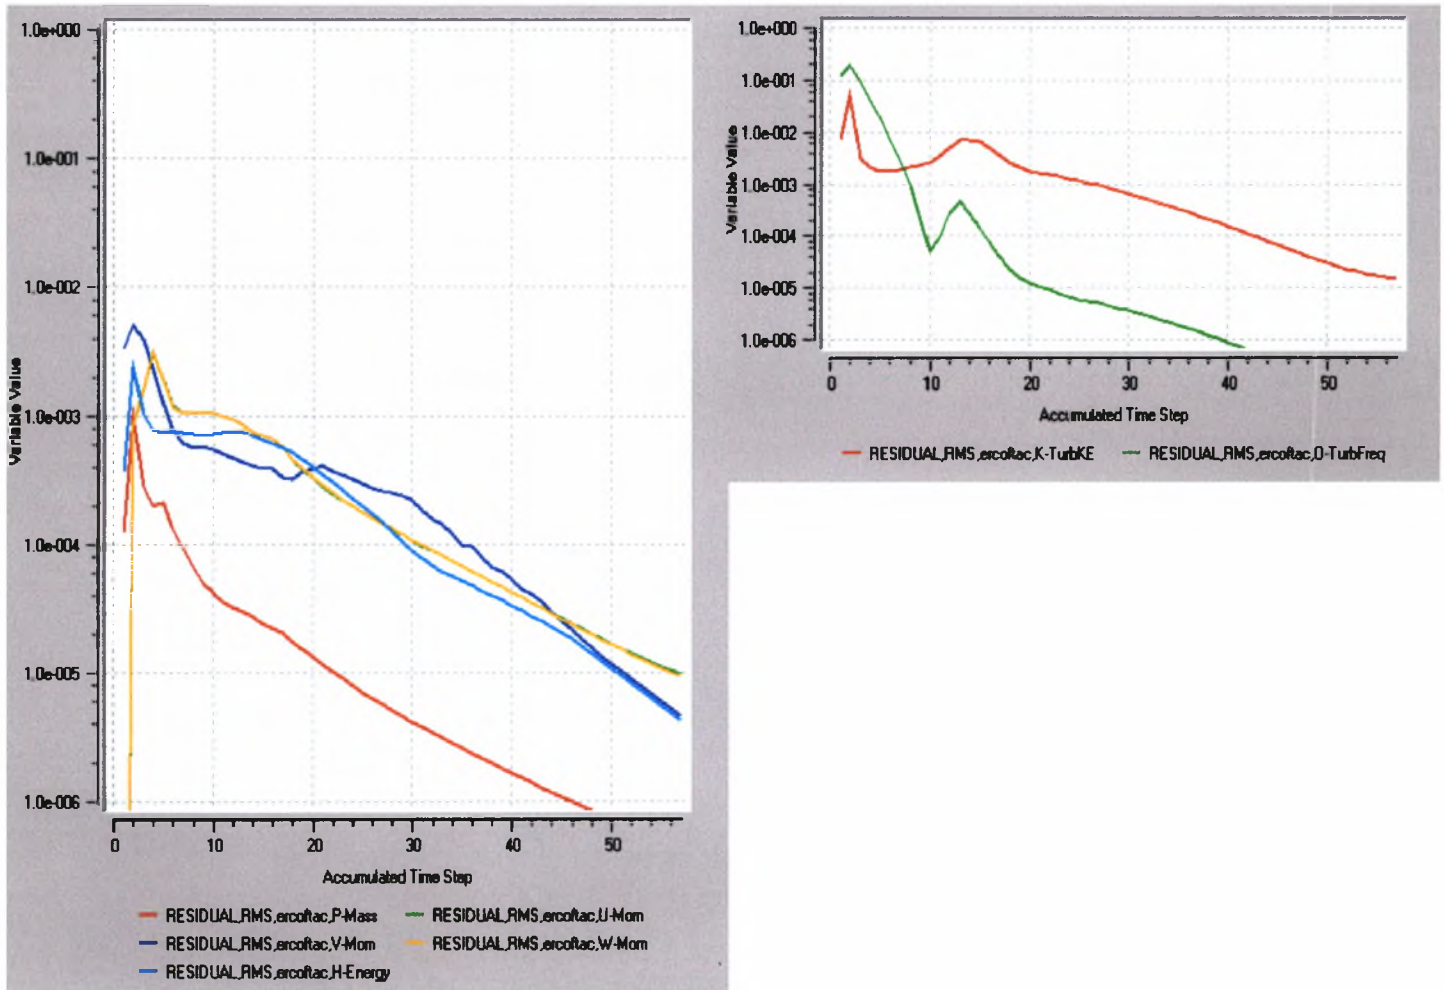 1.0e+000
1.0e-001
1.0e-002
1.0e-003
1.0e-004
1.0e-005
1.0e-006
Variable Value
0 10 20 30 40 50
Accumulated Time Step
RESIDUAL,RMS,ercoftac,P-Mass RESIDUAL,RMS,ercoftac,U-Mom
RESIDUAL,RMS,ercoftac,V-Mom RESIDUAL,RMS,ercoftac,W-Mom
RESIDUAL,RMS,ercoftac,H-Energy
1.0e+000
1.0e-001
1.0e-002
1.0e-003
1.0e-004
1.0e-005
1.0e-006
Variable Value
0 10 20 30 40 50
Accumulated Time Step
RESIDUAL,RMS,ercoftac,K-TurbKE RESIDUAL,RMS,ercoftac,O-TurbFreq